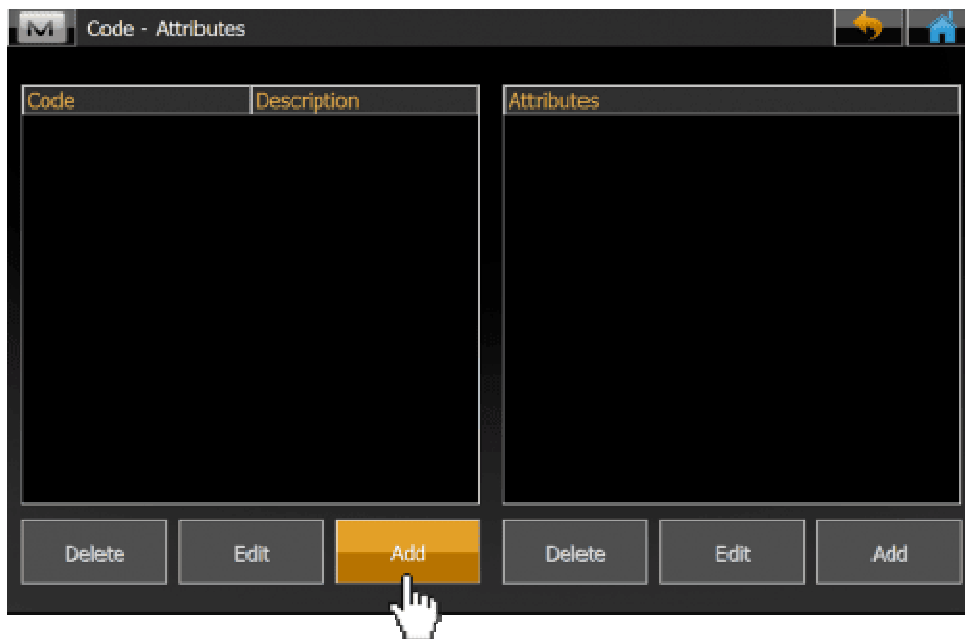 M Code - Attributes
Code Description Attributes
Delete Edit Add Delete Edit Add